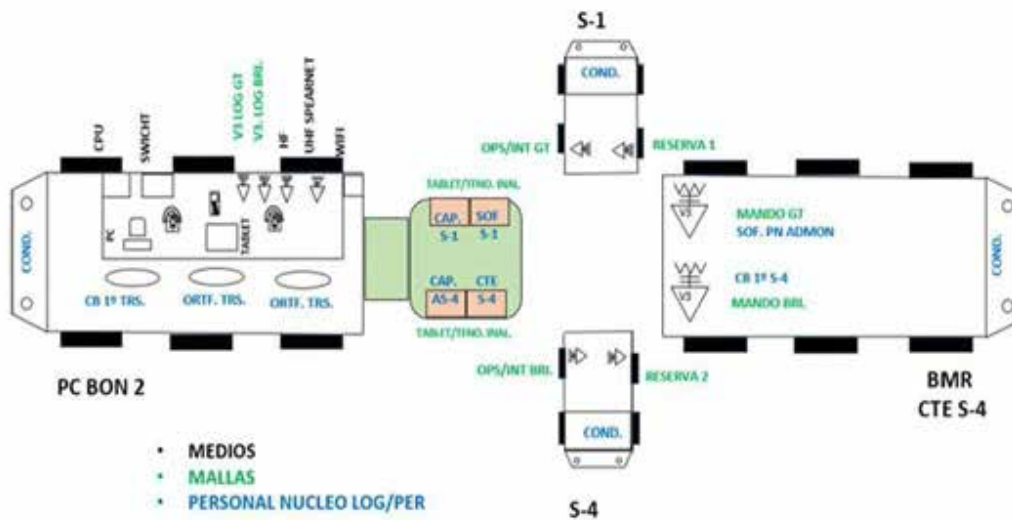 S-1
COND.
OPS/INT GT
RESERVA 1
CPU
SWICHT
V3 LOG GT
V3. LOG BRI.
HF
UHF SPEARNET
WIFI
COND.
PC
TABLET
CB 1º TRS.
ORTF. TRS.
ORTF. TRS.
PC BON 2
TABLET/TFNO. INAL.
CAP.
S-1
SOF
S-1
CAP.
AS-4
CTE
S-4
TABLET/TFNO. INAL.
V3
MANDO GT
SOF. PN ADMON
CB 1º S-4
V3
MANDO BRI.
COND.
BMR
CTE S-4
OPS/INT BRI.
RESERVA 2
COND.
S-4
• MEDIOS
• MALLAS
• PERSONAL NUCLEO LOG/PER